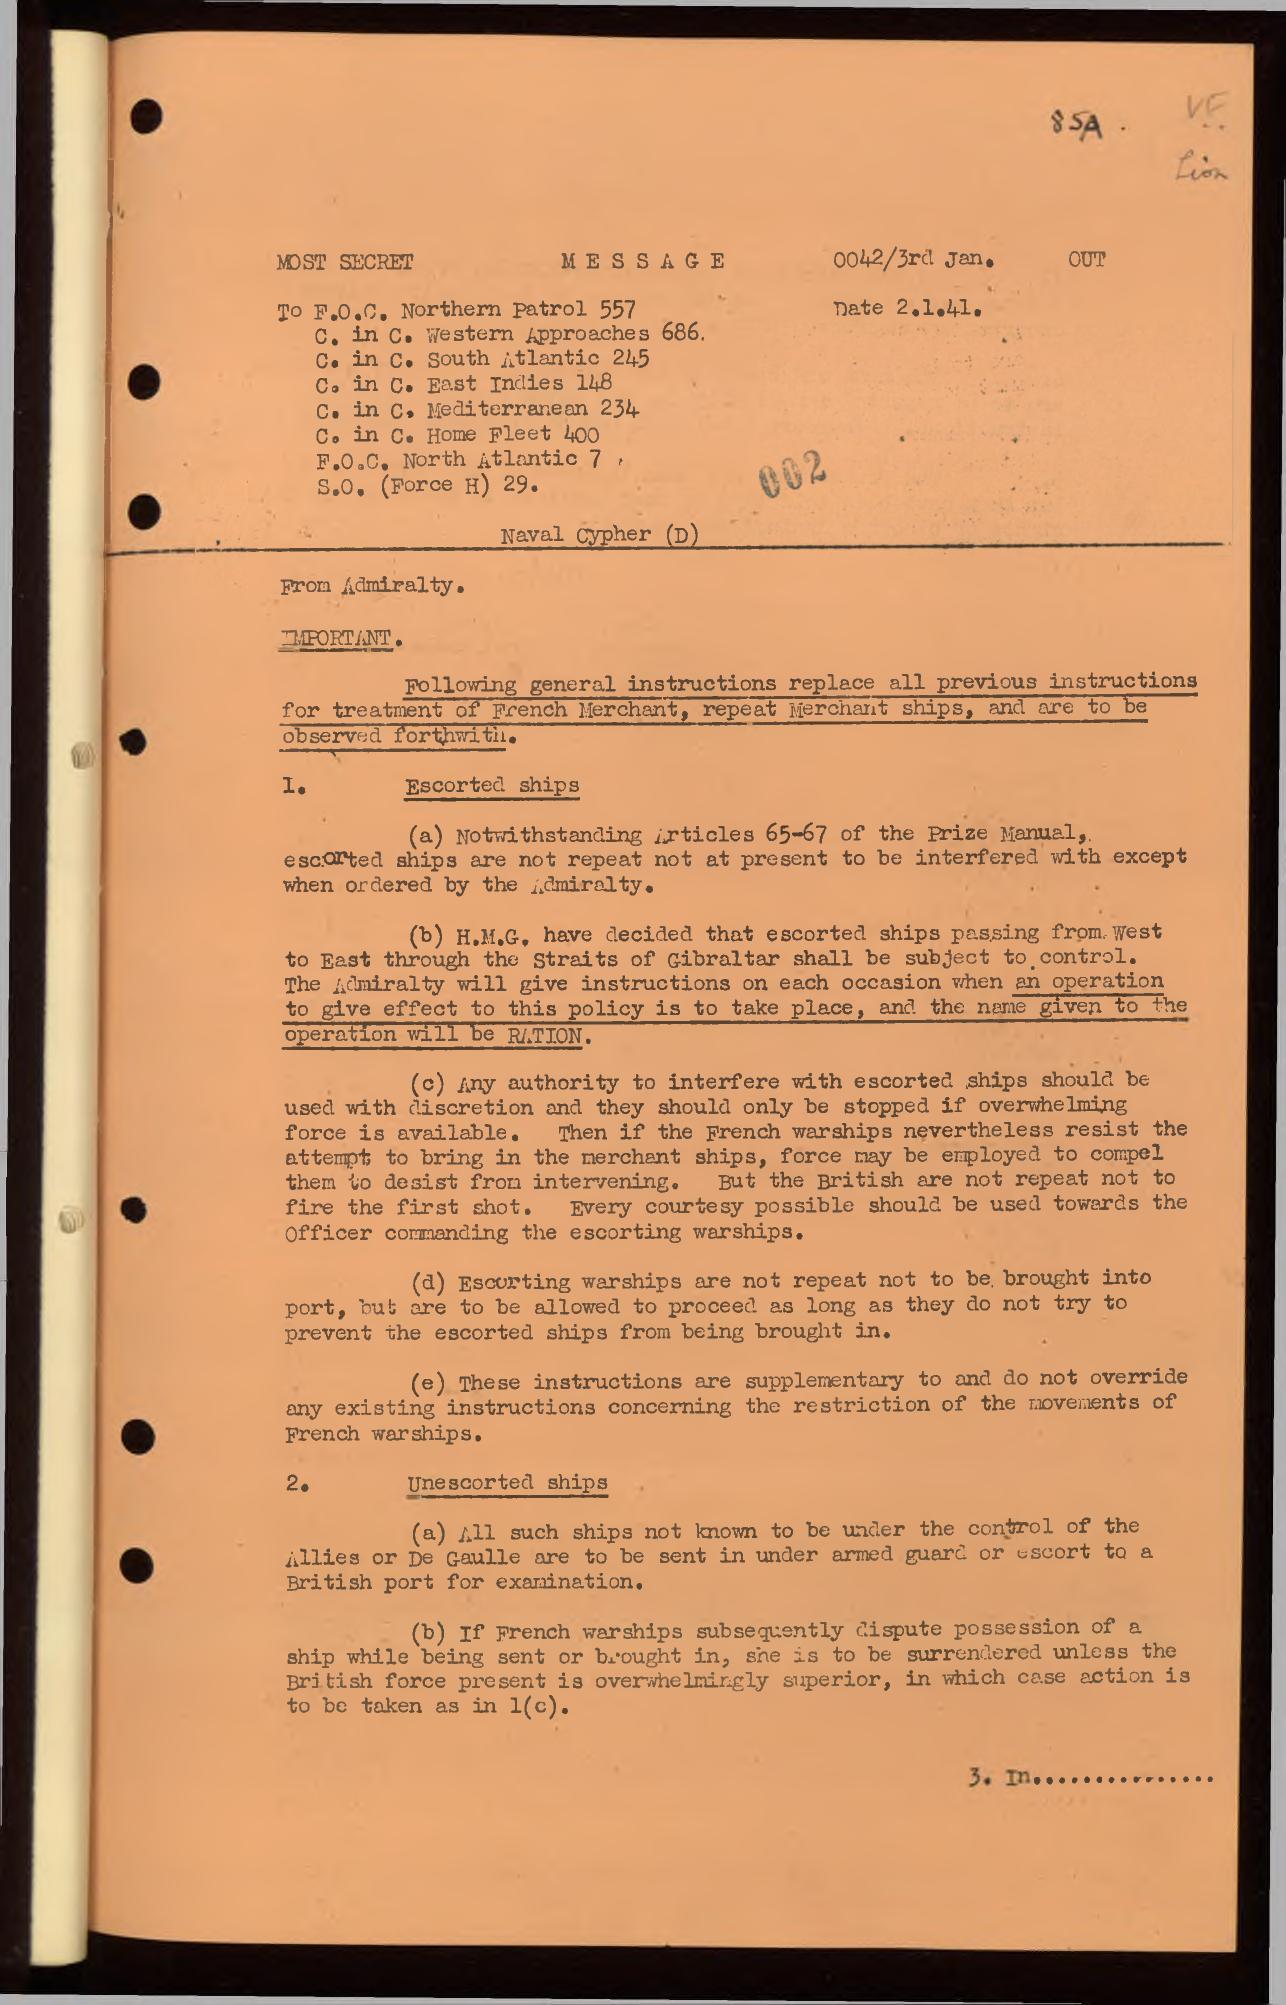 85A.
VF
Lion
MOST SECRET MESSAGE 0042/3rd Jan. OUT
To F.O.C. Northern Patrol 557 Date 2.1.41.
C. in C. Western Approaches 686.
C. in C. South Atlantic 245
C. in C. East Indies 148
C. in C. Mediterranean 234
C. in C. Home Fleet 400
F.O.C. North Atlantic 7
S.O. (Force H) 29.
002
Naval Cypher (D)
From Admiralty.
IMPORTANT.
Following general instructions replace all previous instructions
for treatment of French Merchant, repeat Merchant ships, and are to be
observed forthwith.
1. Escorted ships
(a) Notwithstanding Articles 65-67 of the Prize Manual,
escorted ships are not repeat not at present to be interfered with except
when ordered by the Admiralty.
(b) H.M.G. have decided that escorted ships passing from West
to East through the Straits of Gibraltar shall be subject to control.
The Admiralty will give instructions on each occasion when an operation
to give effect to this policy is to take place, and the name given to the
operation will be RATION.
(c) Any authority to interfere with escorted ships should be
used with discretion and they should only be stopped if overwhelming
force is available. Then if the French warships nevertheless resist the
attempt to bring in the merchant ships, force may be employed to compel
them to desist from intervening. But the British are not repeat not to
fire the first shot. Every courtesy possible should be used towards the
Officer commanding the escorting warships.
(d) Escorting warships are not repeat not to be brought into
port, but are to be allowed to proceed as long as they do not try to
prevent the escorted ships from being brought in.
(e) These instructions are supplementary to and do not override
any existing instructions concerning the restriction of the movements of
French warships.
2. Unescorted ships
(a) All such ships not known to be under the control of the
Allies or De Gaulle are to be sent in under armed guard or escort to a
British port for examination.
(b) If French warships subsequently dispute possession of a
ship while being sent or brought in, she is to be surrendered unless the
British force present is overwhelmingly superior, in which case action is
to be taken as in 1(c).
3. In...............